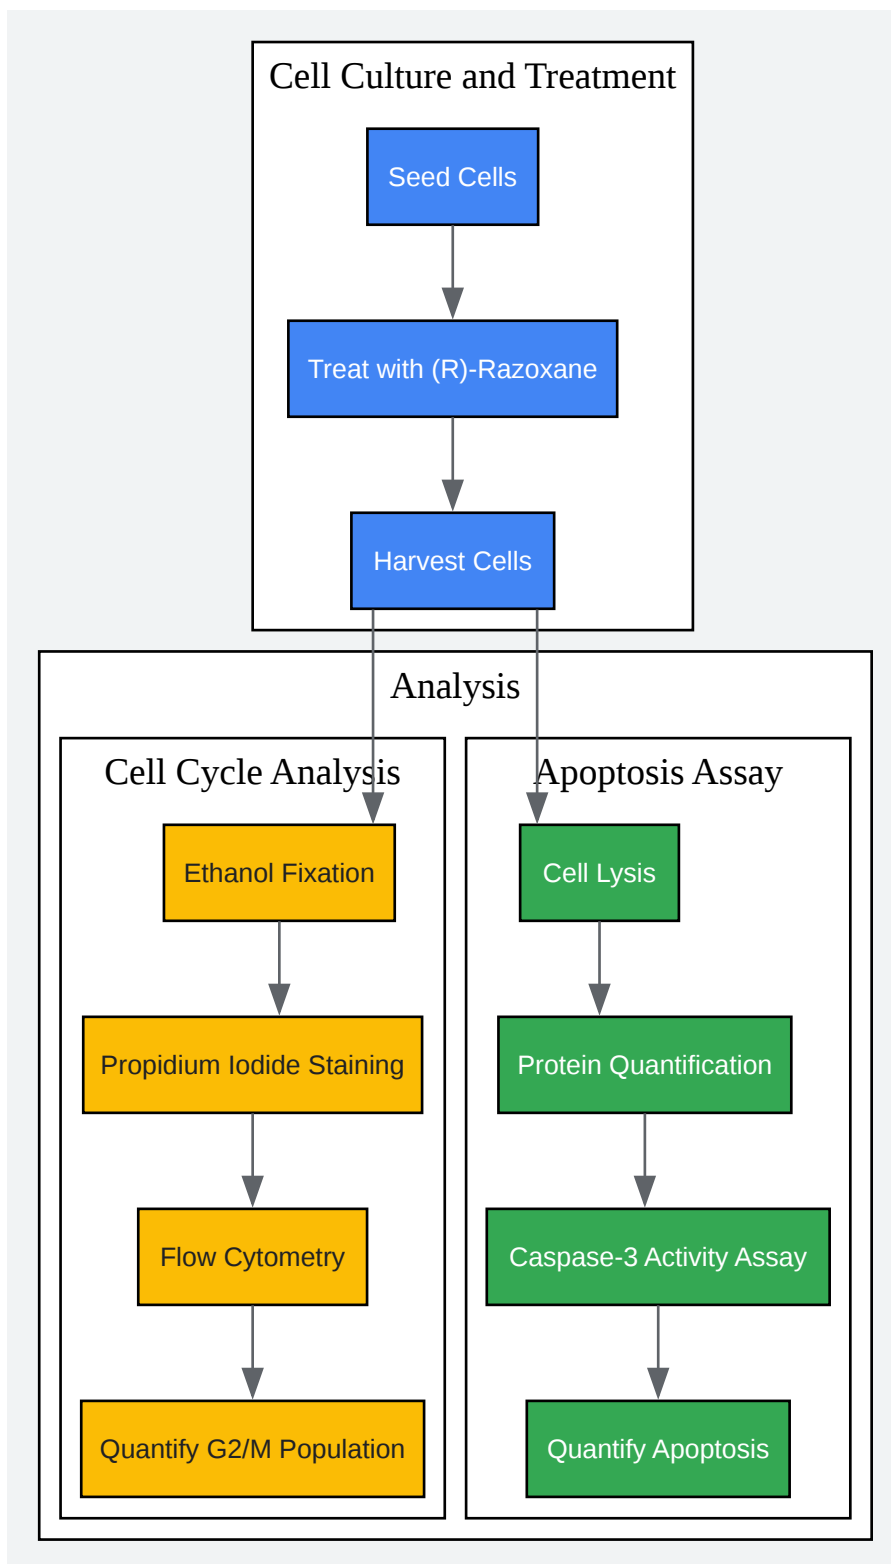 Cell Culture and Treatment
Seed Cells
Treat with (R)-Razoxane
Harvest Cells
Analysis
Cell Cycle Analysis
Ethanol Fixation
Propidium Iodide Staining
Flow Cytometry
Quantify G2/M Population
Apoptosis Assay
Cell Lysis
Protein Quantification
Caspase-3 Activity Assay
Quantify Apoptosis